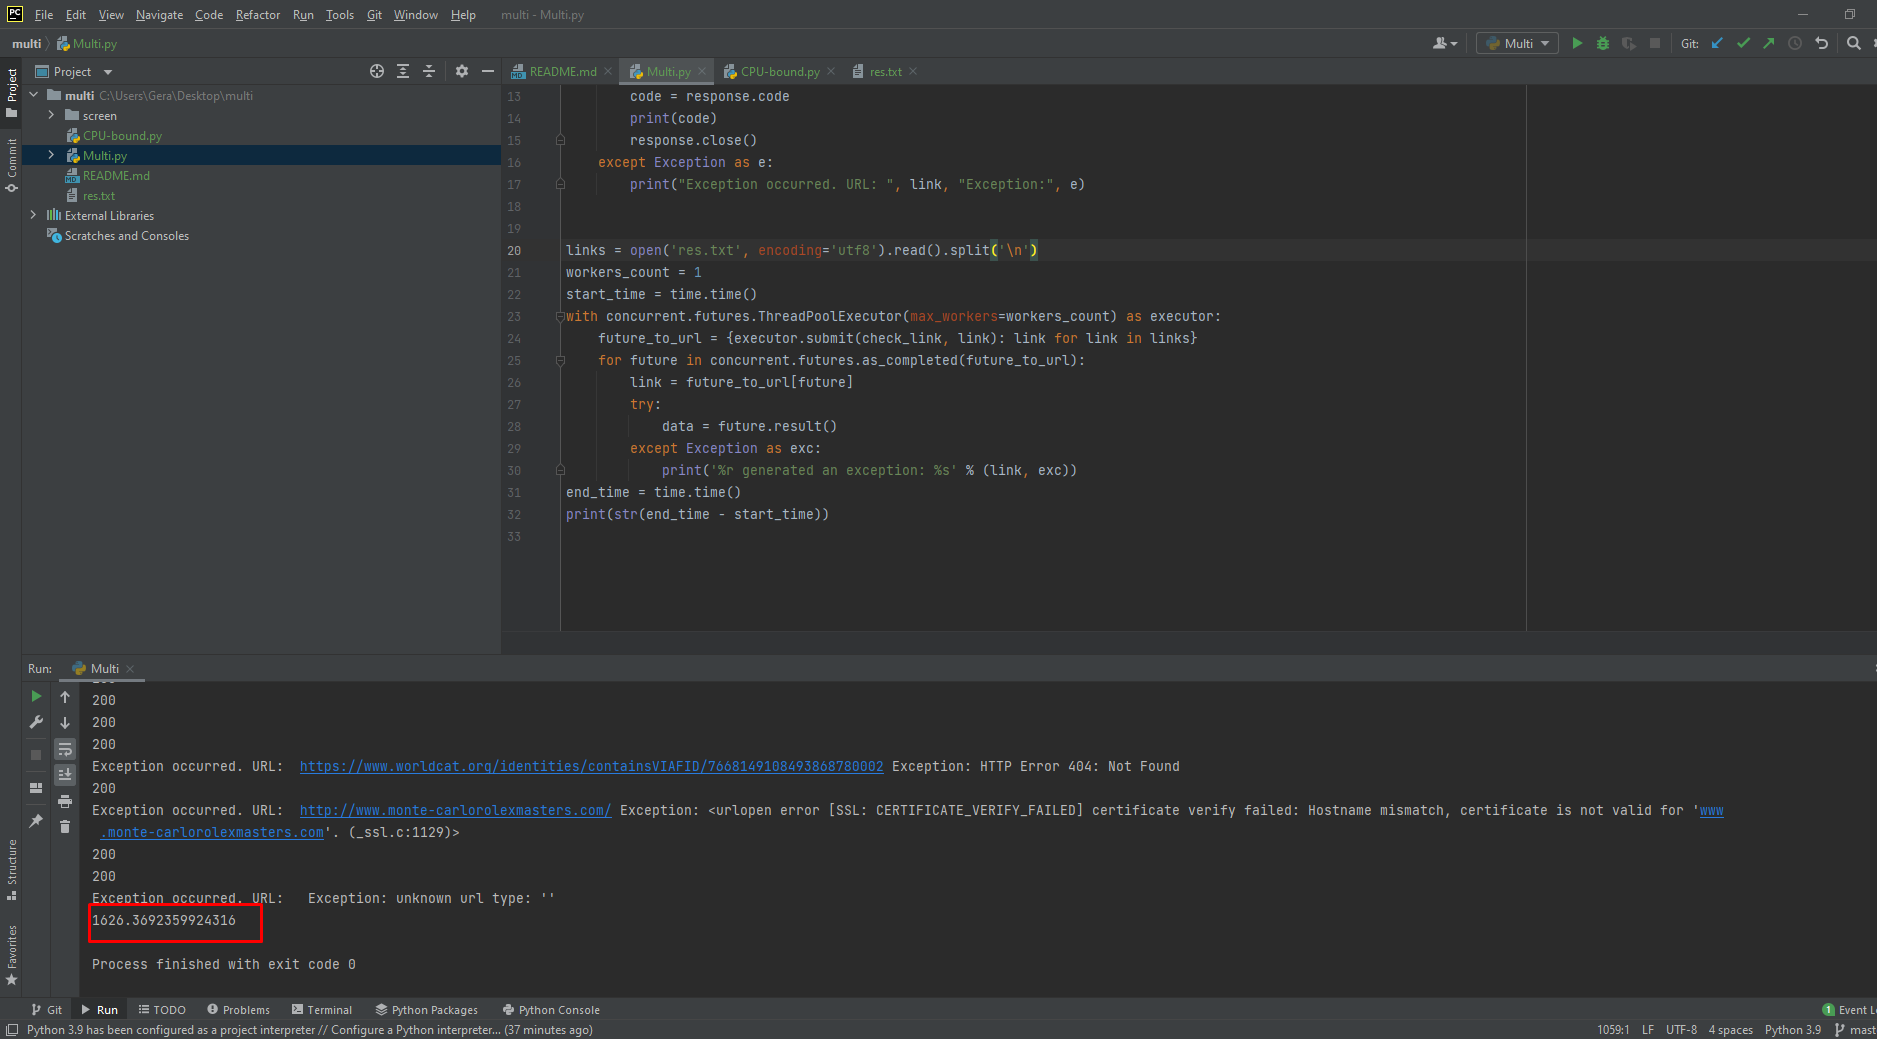 PC File Edit View Navigate Code Refactor Run Tools Git Window Help multi - Multi.py
multi Multi.py Multi Git:
Project
README.md Multi.py CPU-bound.py res.txt
Project
Commit
multi C:\Users\Gera\Desktop\multi
screen
CPU-bound.py
Multi.py
README.md
res.txt
External Libraries
Scratches and Consoles
13 code = response.code
14 print(code)
15 response.close()
16 except Exception as e:
17 print("Exception occurred. URL: ", link, "Exception:", e)
18
19
20 links = open('res.txt', encoding='utf8').read().split('\n')
21 workers_count = 1
22 start_time = time.time()
23 with concurrent.futures.ThreadPoolExecutor(max_workers=workers_count) as executor:
24 future_to_url = {executor.submit(check_link, link): link for link in links}
25 for future in concurrent.futures.as_completed(future_to_url):
26 link = future_to_url[future]
27 try:
28 data = future.result()
29 except Exception as exc:
30 print('%r generated an exception: %s' % (link, exc))
31 end_time = time.time()
32 print(str(end_time - start_time))
33
Run: Multi
200
200
200
Exception occurred. URL:  https://www.worldcat.org/identities/containsVIAFID/7668149108493868780002 Exception: HTTP Error 404: Not Found
200
Exception occurred. URL:  http://www.monte-carlorolexmasters.com/ Exception: <urlopen error [SSL: CERTIFICATE_VERIFY_FAILED] certificate verify failed: Hostname mismatch, certificate is not valid for 'www
.monte-carlorolexmasters.com'. (_ssl.c:1129)>
200
200
Exception occurred. URL:   Exception: unknown url type: ''
1626.3692359924316
Process finished with exit code 0
Structure
Favorites
Git Run TODO Problems Terminal Python Packages Python Console 1 Event L
Python 3.9 has been configured as a project interpreter // Configure a Python interpreter... (37 minutes ago) 1059:1 LF UTF-8 4 spaces Python 3.9 mast